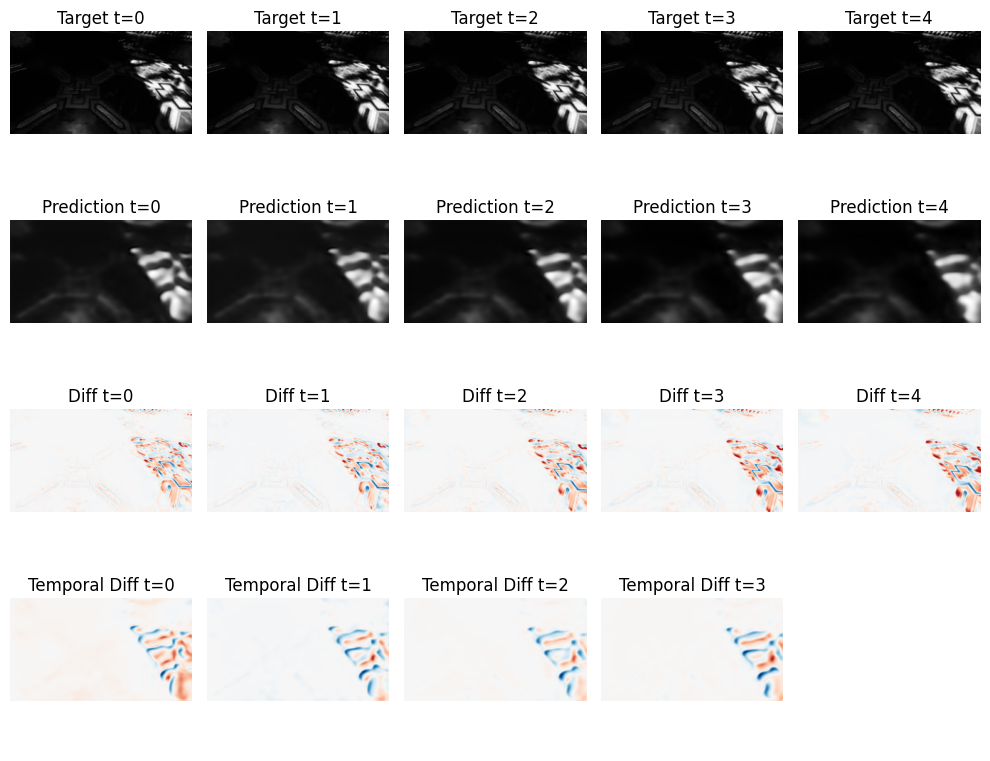 Target t=0 Target t=1 Target t=2 Target t=3 Target t=4
Prediction t=0 Prediction t=1 Prediction t=2 Prediction t=3 Prediction t=4
Diff t=0 Diff t=1 Diff t=2 Diff t=3 Diff t=4
Temporal Diff t=0 Temporal Diff t=1 Temporal Diff t=2 Temporal Diff t=3